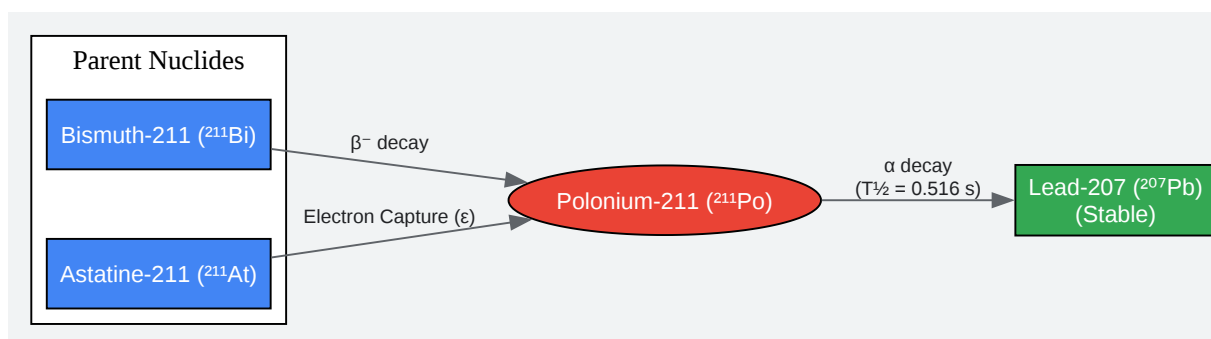 Parent Nuclides
Bismuth-211 (²¹¹Bi)
β⁻ decay
Polonium-211 (²¹¹Po)
Electron Capture (ε)
Astatine-211 (²¹¹At)
α decay
(T½ = 0.516 s)
Lead-207 (²⁰⁷Pb)
(Stable)